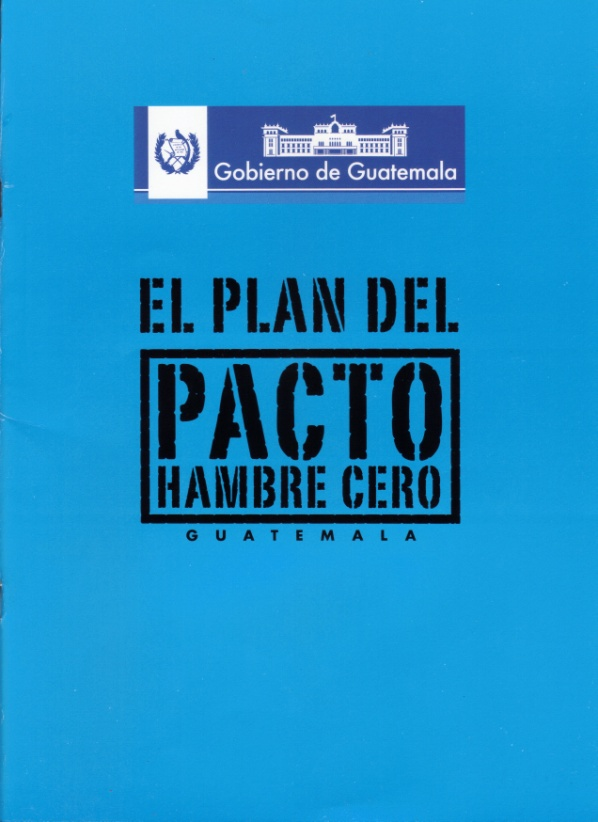 Gobierno de Guatemala
EL PLAN DEL
PACTO
HAMBRE CERO
GUATEMALA